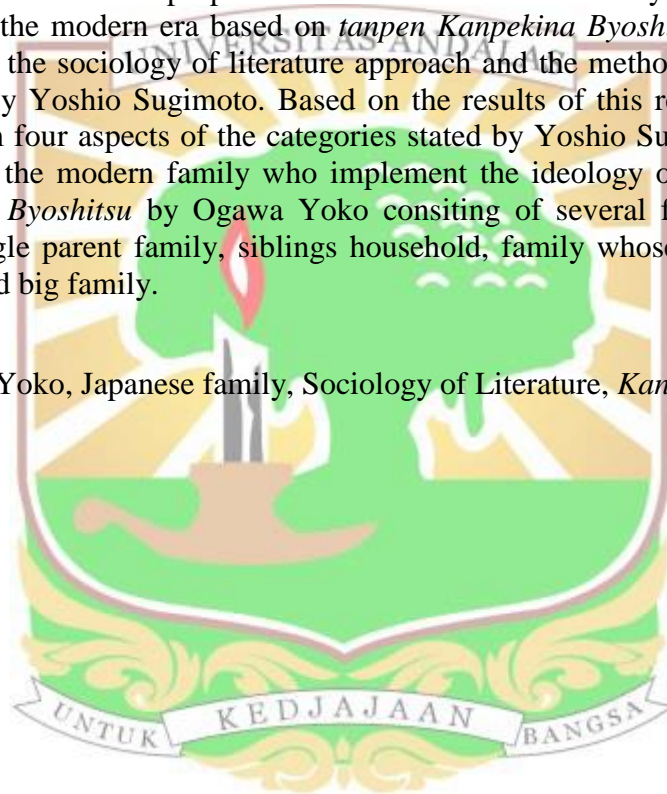 the modern era based on tanpen Kanpekina Byosh
UNIVERSITAS ANDALAS
the sociology of literature approach and the metho
y Yoshio Sugimoto. Based on the results of this r
four aspects of the categories stated by Yoshio Su
the modern family who implement the ideology o
Byoshitsu by Ogawa Yoko consiting of several f
gle parent family, siblings household, family whose
d big family.
Yoko, Japanese family, Sociology of Literature, Kan
UNTUK KEDJAJAAN BANGSA